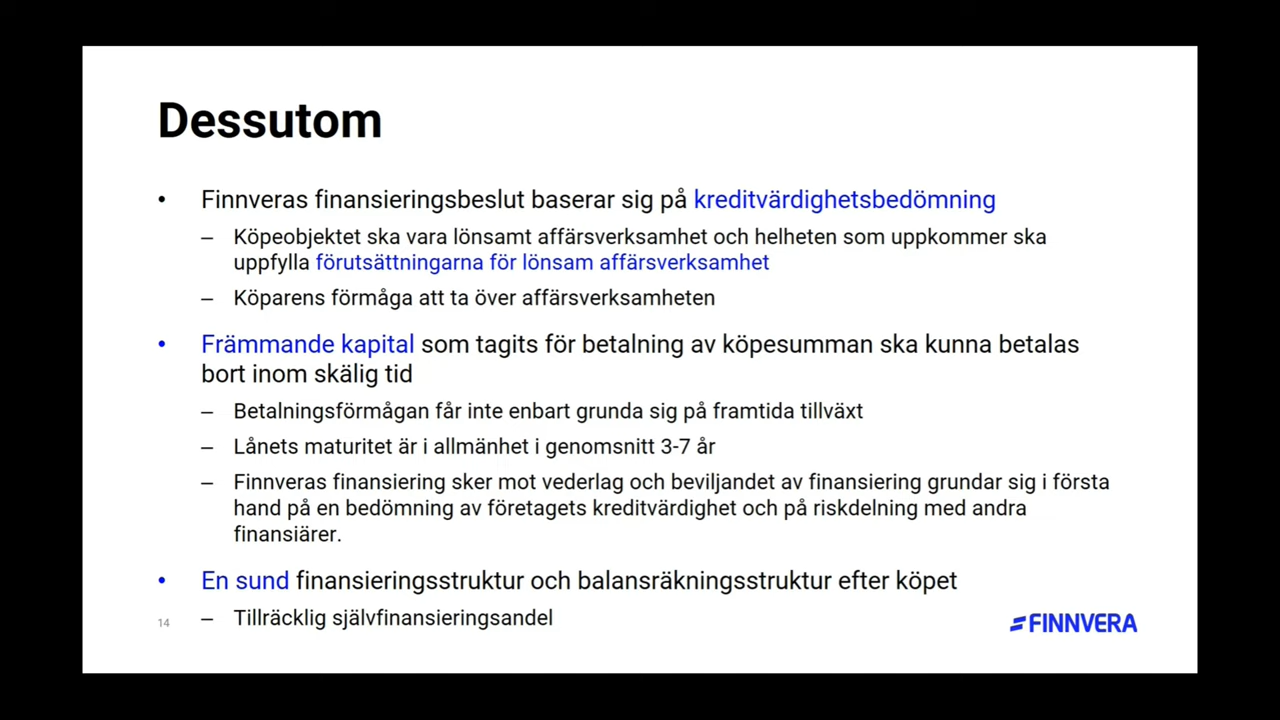 Dessutom
• Finnveras finansieringsbeslut baserar sig på kreditvärdighetsbedömning
– Köpeobjektet ska vara lönsamt affärsverksamhet och helheten som uppkommer ska
uppfylla förutsättningarna för lönsam affärsverksamhet
– Köparens förmåga att ta över affärsverksamheten
• Främmande kapital som tagits för betalning av köpesumman ska kunna betalas
bort inom skälig tid
– Betalningsförmågan får inte enbart grunda sig på framtida tillväxt
– Lånets maturitet är i allmänhet i genomsnitt 3-7 år
– Finnveras finansiering sker mot vederlag och beviljandet av finansiering grundar sig i första
hand på en bedömning av företagets kreditvärdighet och på riskdelning med andra
finansiärer.
• En sund finansieringsstruktur och balansräkningsstruktur efter köpet
– Tillräcklig självfinansieringsandel
14
FINNVERA